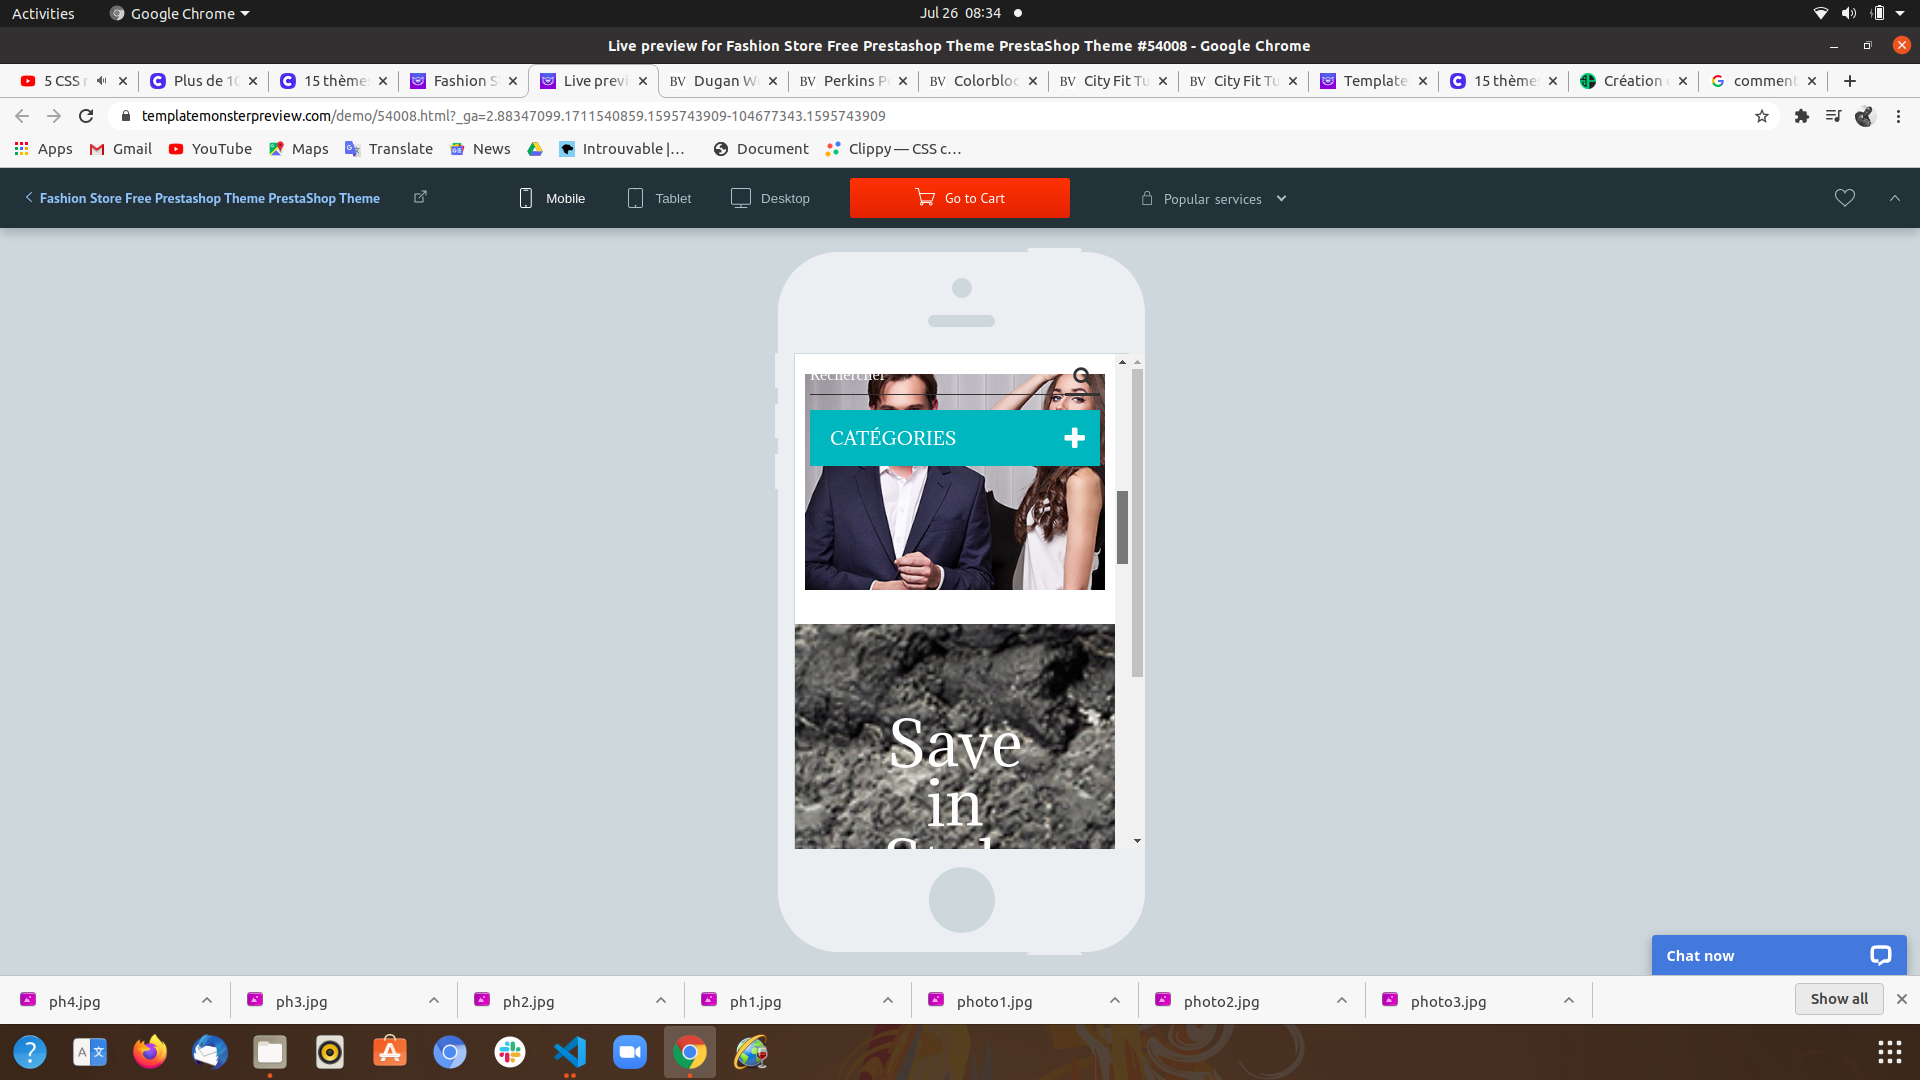 Activities
Google Chrome
Jul 26 08:34
Live preview for Fashion Store Free Prestashop Theme PrestaShop Theme #54008 - Google Chrome
5 CSS
Plus de 10
15 thème
Fashion S
Live previ
BV Dugan W
BV Perkins P
BV Colorbloc
BV City Fit Tu
BV City Fit Tu
Template
15 thème
Création
comment
templatemonsterpreview.com/demo/54008.html?_ga=2.88347099.1711540859.1595743909-104677343.1595743909
Apps
Gmail
YouTube
Maps
Translate
News
Introuvable |...
Document
Clippy — CSS c...
Fashion Store Free Prestashop Theme PrestaShop Theme
Mobile
Tablet
Desktop
Go to Cart
Popular services
Rechercher
CATÉGORIES
Save
in
Chat now
ph4.jpg
ph3.jpg
ph2.jpg
ph1.jpg
photo1.jpg
photo2.jpg
photo3.jpg
Show all